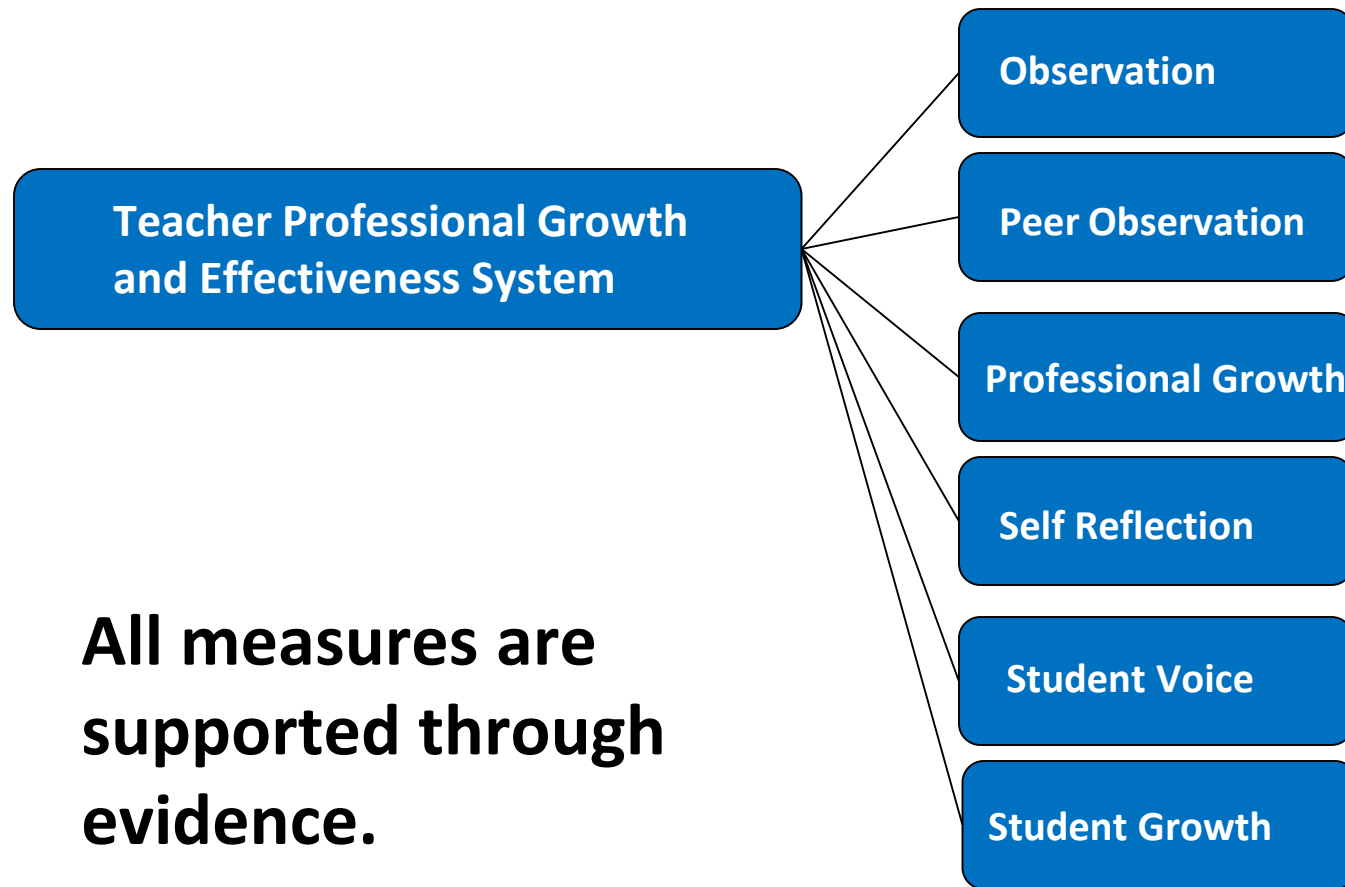 Observation
Peer Observation
Teacher Professional Growth
and Effectiveness System
Professional Growth
Self Reflection
Student Voice
Student Growth
All measures are
supported through
evidence.